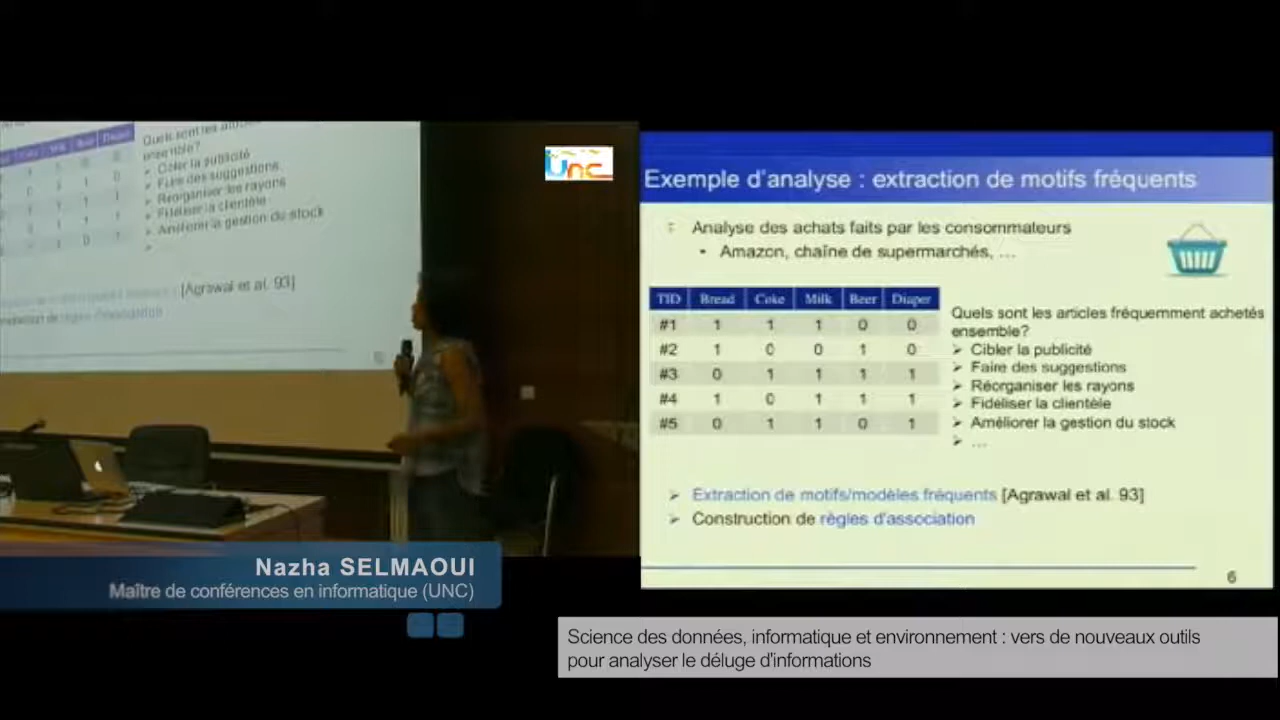 Quels sont les
ensemble?
Cibler la publicité
Faire des suggestions
Réorganiser les rayons
Fidéliser la clientèle
Améliorer la gestion du stock
[Agrawal et al. 93]
Unc
Exemple d'analyse : extraction de motifs fréquents
Analyse des achats faits par les consommateurs
• Amazon, chaîne de supermarchés, ...
TID Bread Coke Milk Beer Diaper
#1 1 1 1 0 0
#2 1 0 0 1 0
#3 0 1 1 1 1
#4 1 0 1 1 1
#5 0 1 1 0 1
Quels sont les articles fréquemment achetés
ensemble?
➢ Cibler la publicité
➢ Faire des suggestions
➢ Réorganiser les rayons
➢ Fidéliser la clientèle
➢ Améliorer la gestion du stock
➢ ...
➢ Extraction de motifs/modèles fréquents [Agrawal et al. 93]
➢ Construction de règles d'association
6
Nazha SELMAOUI
Maître de conférences en informatique (UNC)
Science des données, informatique et environnement : vers de nouveaux outils
pour analyser le déluge d'informations